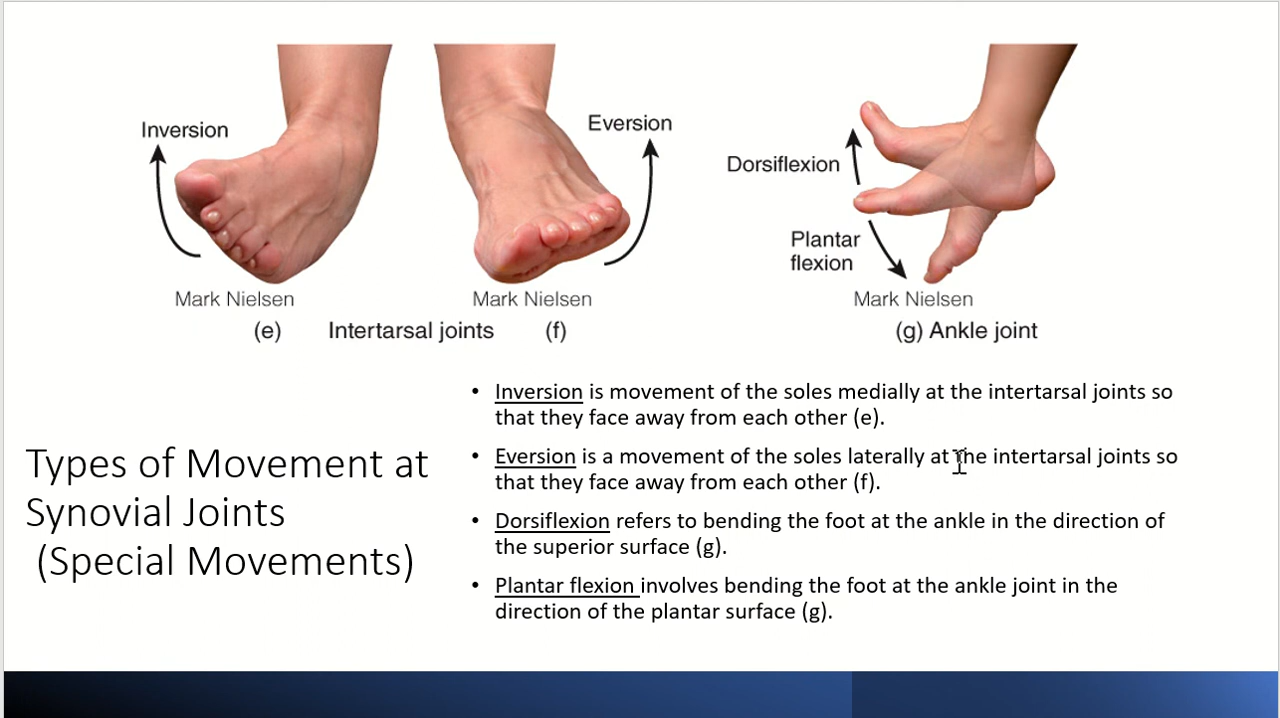 Inversion
Eversion
Dorsiflexion
Plantar
flexion
Mark Nielsen
Mark Nielsen
Mark Nielsen
(e) Intertarsal joints (f)
(g) Ankle joint
• Inversion is movement of the soles medially at the intertarsal joints so
that they face away from each other (e).
• Eversion is a movement of the soles laterally at the intertarsal joints so
that they face away from each other (f).
• Dorsiflexion refers to bending the foot at the ankle in the direction of
the superior surface (g).
• Plantar flexion involves bending the foot at the ankle joint in the
direction of the plantar surface (g).
Types of Movement at
Synovial Joints
(Special Movements)